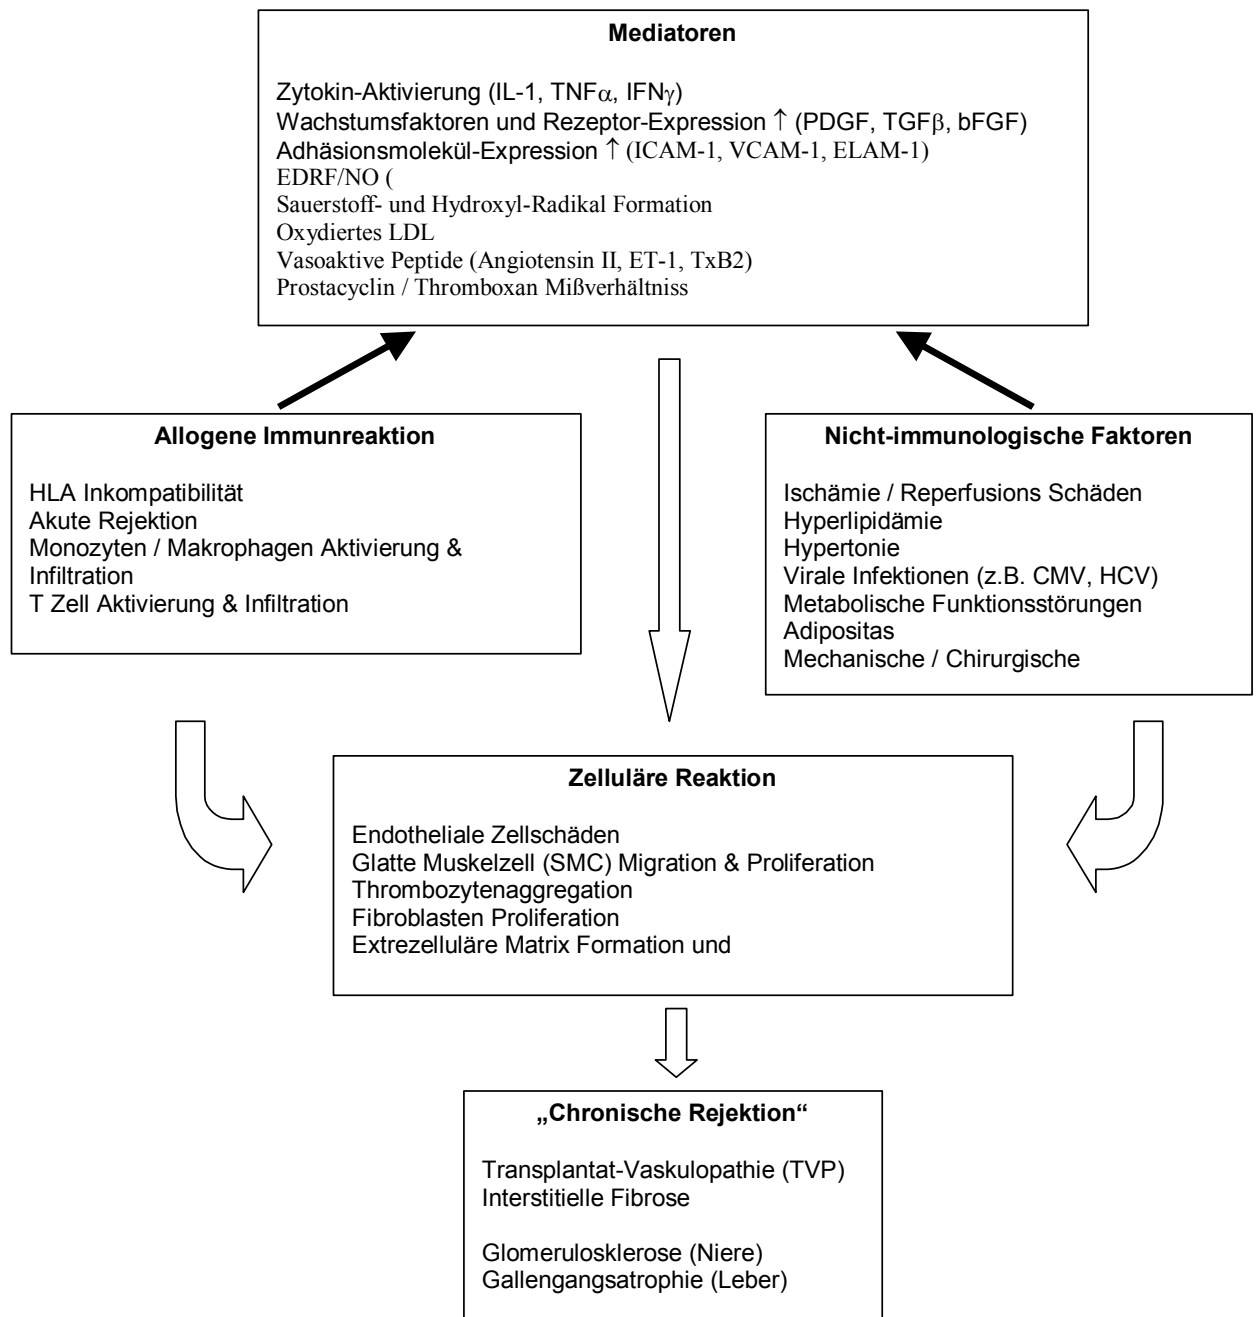 Mediatoren
Zytokin-Aktivierung (IL-1, TNFα, IFNγ)
Wachstumsfaktoren und Rezeptor-Expression ↑ (PDGF, TGFβ, bFGF)
Adhäsionsmolekül-Expression ↑ (ICAM-1, VCAM-1, ELAM-1)
EDRF/NO (
Sauerstoff- und Hydroxyl-Radikal Formation
Oxydiertes LDL
Vasoaktive Peptide (Angiotensin II, ET-1, TxB2)
Prostacyclin / Thromboxan Mißverhältniss
Allogene Immunreaktion
HLA Inkompatibilität
Akute Rejektion
Monozyten / Makrophagen Aktivierung &
Infiltration
T Zell Aktivierung & Infiltration
Nicht-immunologische Faktoren
Ischämie / Reperfusions Schäden
Hyperlipidämie
Hypertonie
Virale Infektionen (z.B. CMV, HCV)
Metabolische Funktionsstörungen
Adipositas
Mechanische / Chirurgische
Zelluläre Reaktion
Endotheliale Zellschäden
Glatte Muskelzell (SMC) Migration & Proliferation
Thrombozytenaggregation
Fibroblasten Proliferation
Extrezelluläre Matrix Formation und
„Chronische Rejektion“
Transplantat-Vaskulopathie (TVP)
Interstitielle Fibrose
Glomerulosklerose (Niere)
Gallengangsatrophie (Leber)